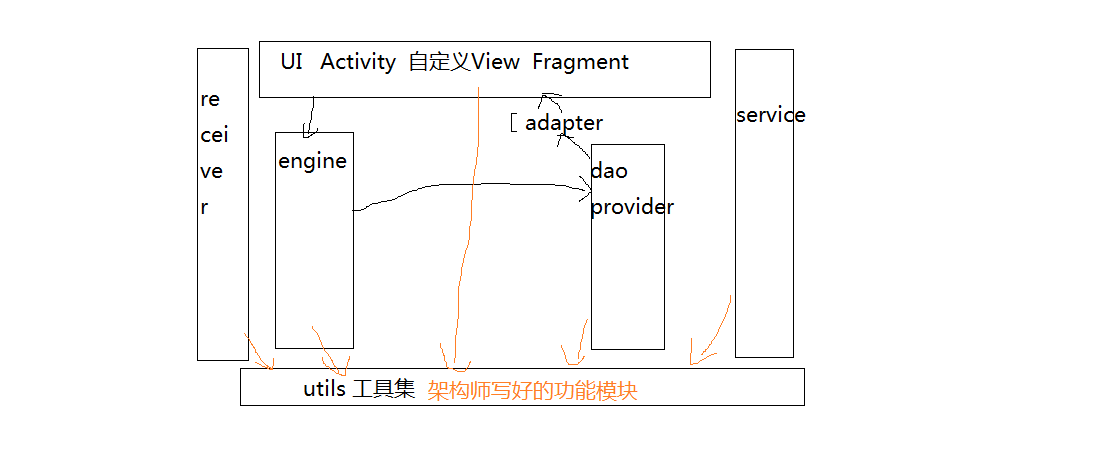 UI Activity 自定义View Fragment
re
cei
ve
r
engine
[ adapter
dao
provider
service
utils 工具集 架构师写好的功能模块